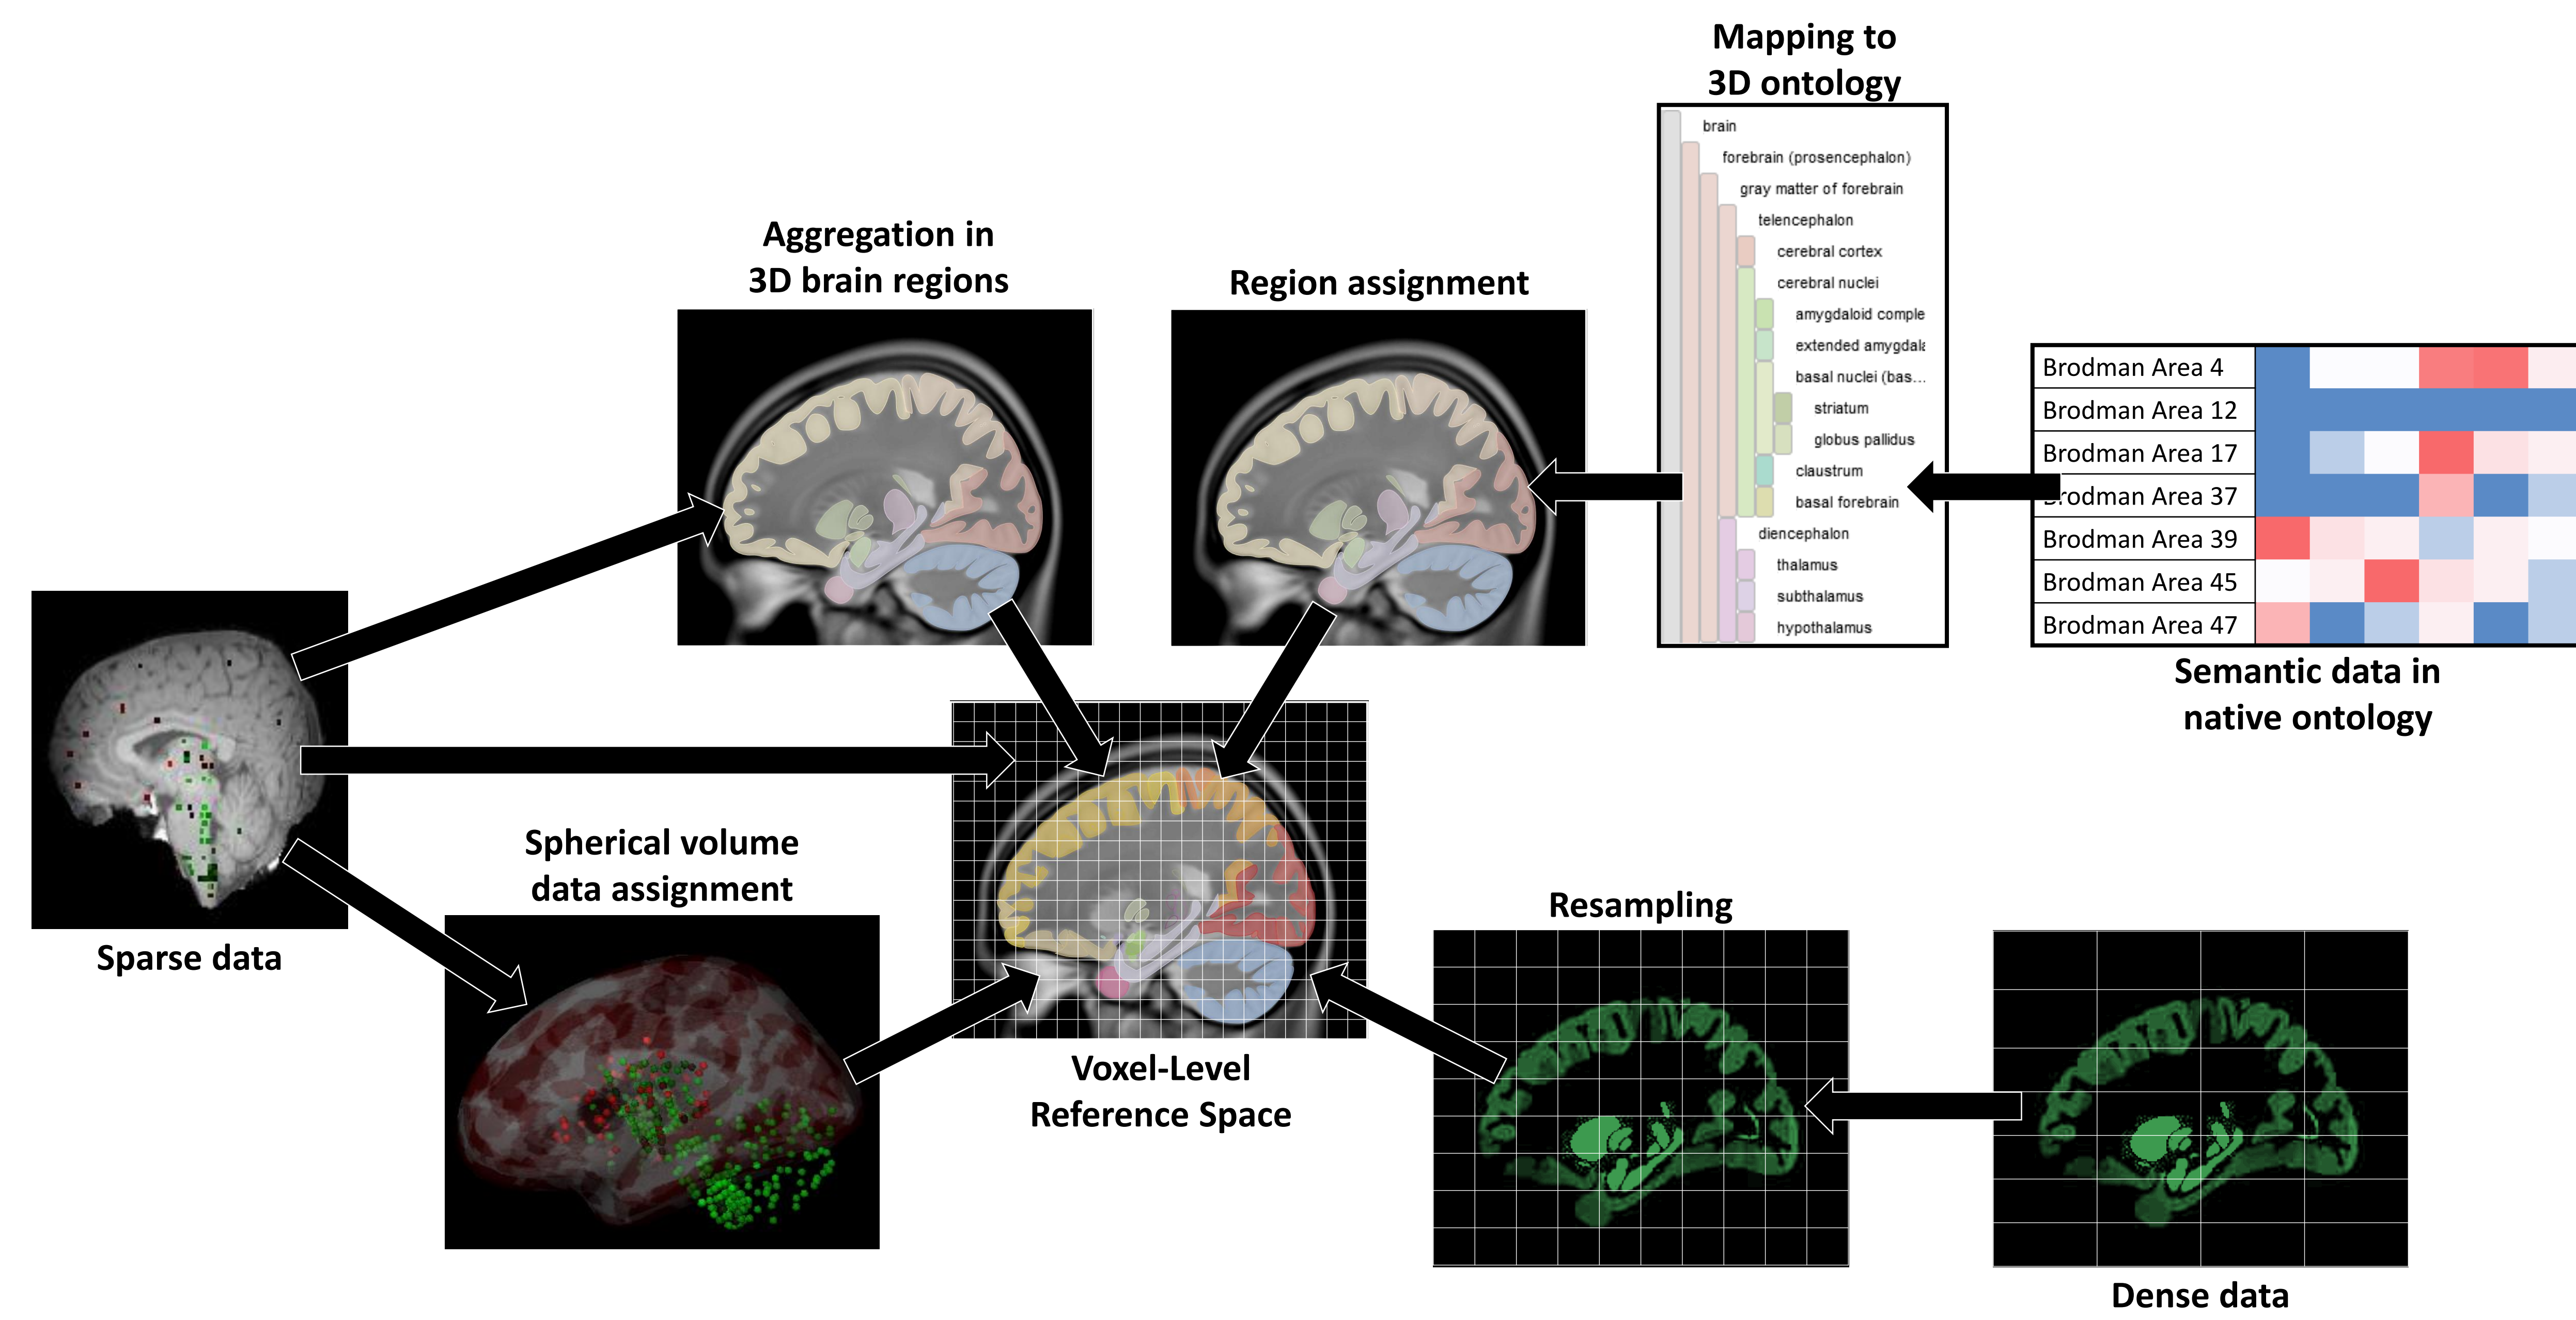 Mapping to
3D ontology
brain
forebrain (prosencephalon)
gray matter of forebrain
telencephalon
cerebral cortex
cerebral nuclei
amygdaloid comple
extended amygdala
basal nuclei (bas...
striatum
globus pallidus
claustrum
basal forebrain
diencephalon
thalamus
subthalamus
hypothalamus
Aggregation in
3D brain regions
Region assignment
Brodman Area 4
Brodman Area 12
Brodman Area 17
Brodman Area 37
Brodman Area 39
Brodman Area 45
Brodman Area 47
Semantic data in
native ontology
Sparse data
Spherical volume
data assignment
Voxel-Level
Reference Space
Resampling
Dense data